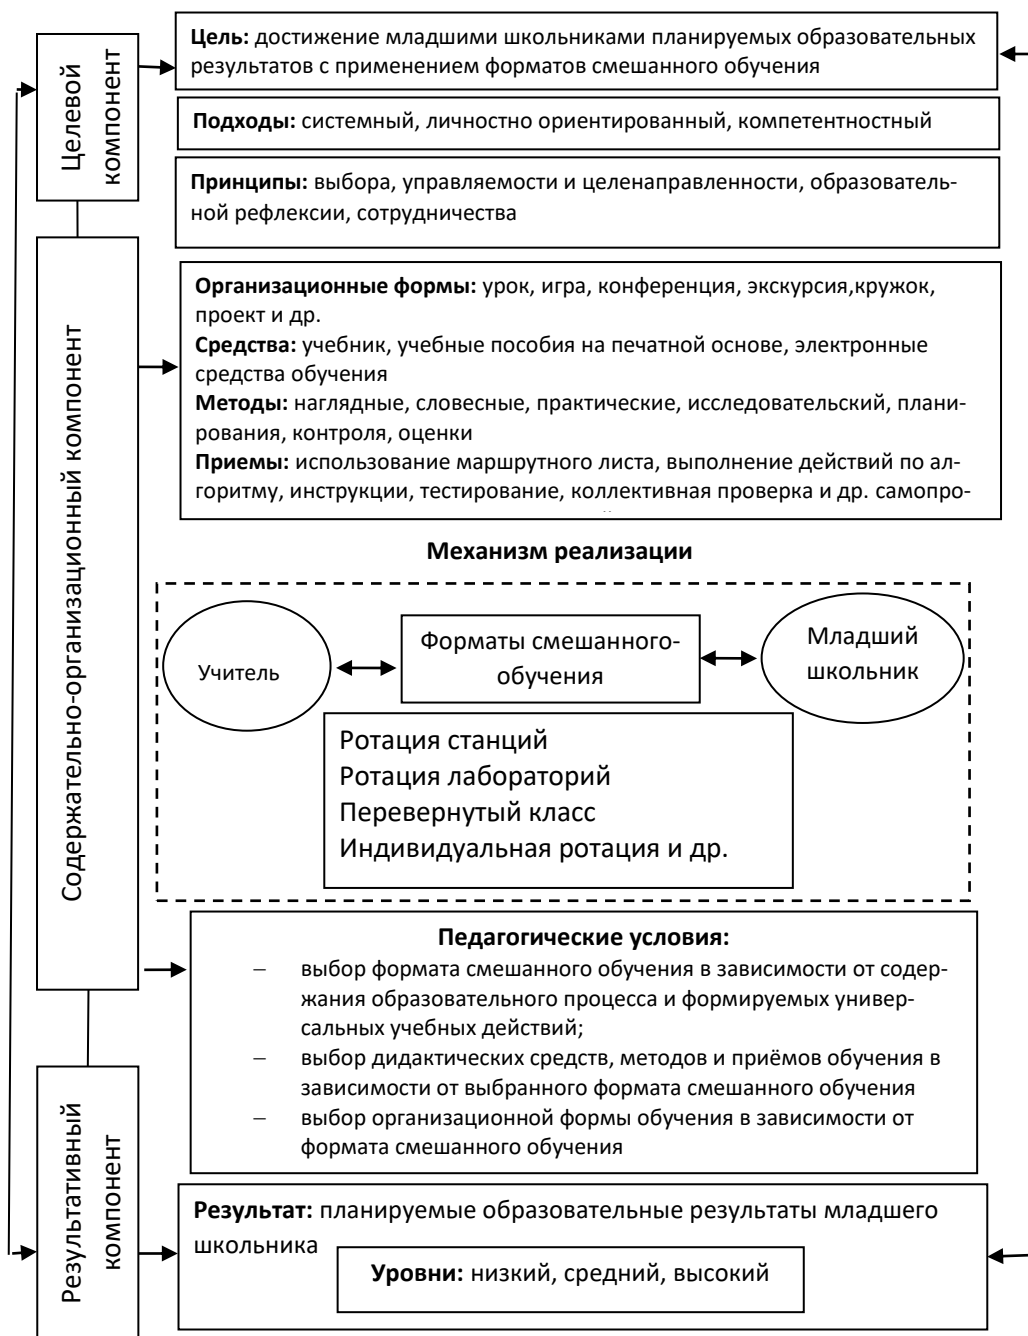 Целевой
компонент
Цель: достижение младшими школьниками планируемых образовательных
результатов с применением форматов смешанного обучения
Подходы: системный, личностно ориентированный, компетентностный
Принципы: выбора, управляемости и целенаправленности, образователь-
ной рефлексии, сотрудничества
Содержательно-организационный компонент
Организационные формы: урок, игра, конференция, экскурсия,кружок,
проект и др.
Средства: учебник, учебные пособия на печатной основе, электронные
средства обучения
Методы: наглядные, словесные, практические, исследовательский, плани-
рования, контроля, оценки
Приемы: использование маршрутного листа, выполнение действий по ал-
горитму, инструкции, тестирование, коллективная проверка и др. самопро-
Механизм реализации
Учитель
Форматы смешанного-
обучения
Младший
школьник
Ротация станций
Ротация лабораторий
Перевернутый класс
Индивидуальная ротация и др.
Педагогические условия:
– выбор формата смешанного обучения в зависимости от содер-
жания образовательного процесса и формируемых универ-
сальных учебных действий;
– выбор дидактических средств, методов и приёмов обучения в
зависимости от выбранного формата смешанного обучения
– выбор организационной формы обучения в зависимости от
формата смешанного обучения
Результативный
компонент
Результат: планируемые образовательные результаты младшего
школьника
Уровни: низкий, средний, высокий